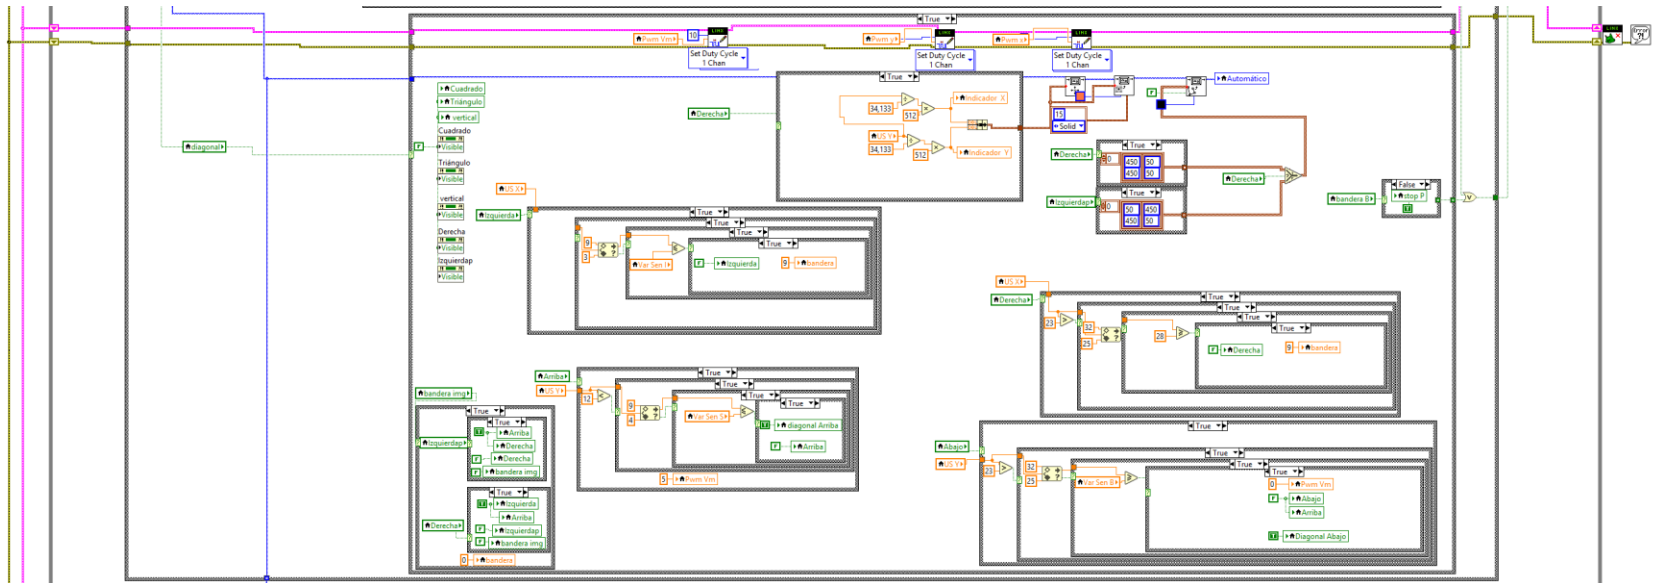 True
LINX
LINX
LINX
LINX
Error
?!
Pwm Vm
10
Pwm y
Pwm x
Set Duty Cycle
1 Chan
Set Duty Cycle
1 Chan
Set Duty Cycle
1 Chan
True
Automático
Cuadrado
Triángulo
vertical
Indicador X
34,133
512
Derecha
F
15
Solid
US Y
Cuadrado
Visible
F
diagonal
34,133
512
Indicador Y
True
Derecha
0
450
50
450
50
Triángulo
Visible
Derecha
False
stop P
bandera B
T
US X
True
vertical
Visible
Izquierdap
0
50
450
450
50
Izquierda
True
True
True
True
Derecha
Visible
9
3
Var Sen I
F
Izquierda
9
bandera
Izquierdap
Visible
US X
Derecha
True
True
True
True
23
32
25
28
F
Derecha
9
bandera
Arriba
US Y
True
True
True
True
12
9
4
Var Sen S
T
diagonal Arriba
F
Arriba
5
Pwm Vm
bandera img
True
True
Izquierdap
T
Arriba
Derecha
F
Derecha
F
bandera img
True
T
Izquierda
Arriba
Derecha
F
Izquierdap
F
bandera img
0
bandera
Abajo
US Y
True
True
True
True
23
32
25
Var Sen B
0
Pwm Vm
F
Abajo
Arriba
T
Diagonal Abajo